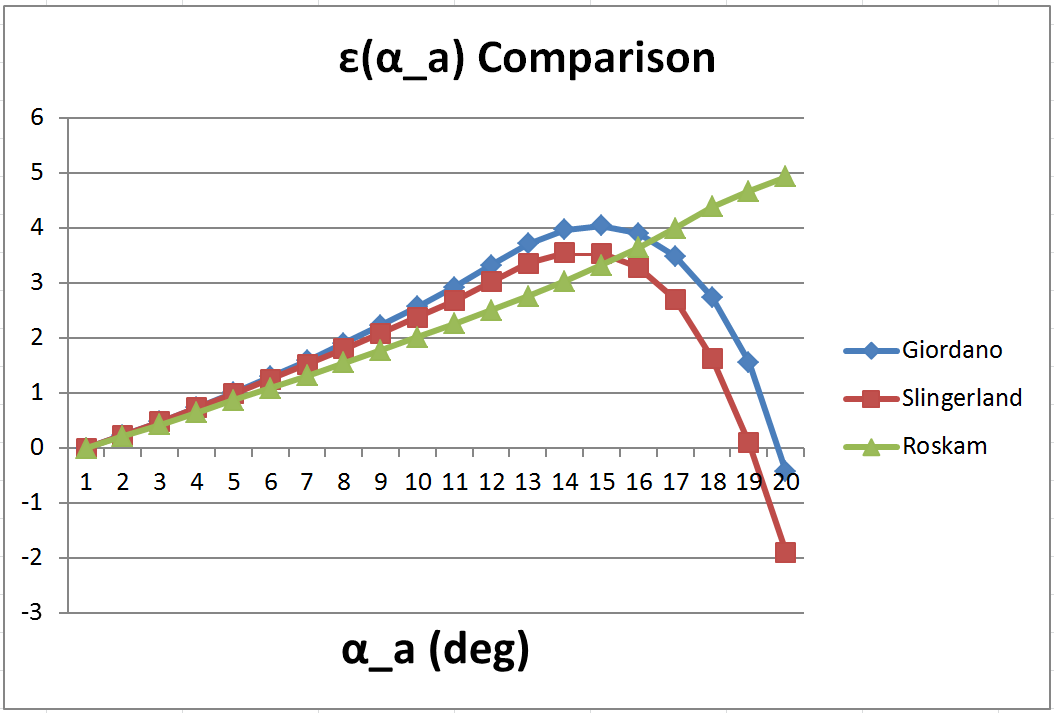 ε(α_a) Comparison
6
5
4
3
2
1
0
-1
-2
-3
1 2 3 4 5 6 7 8 9 10 11 12 13 14 15 16 17 18 19 20
α_a (deg)
Giordano
Slingerland
Roskam